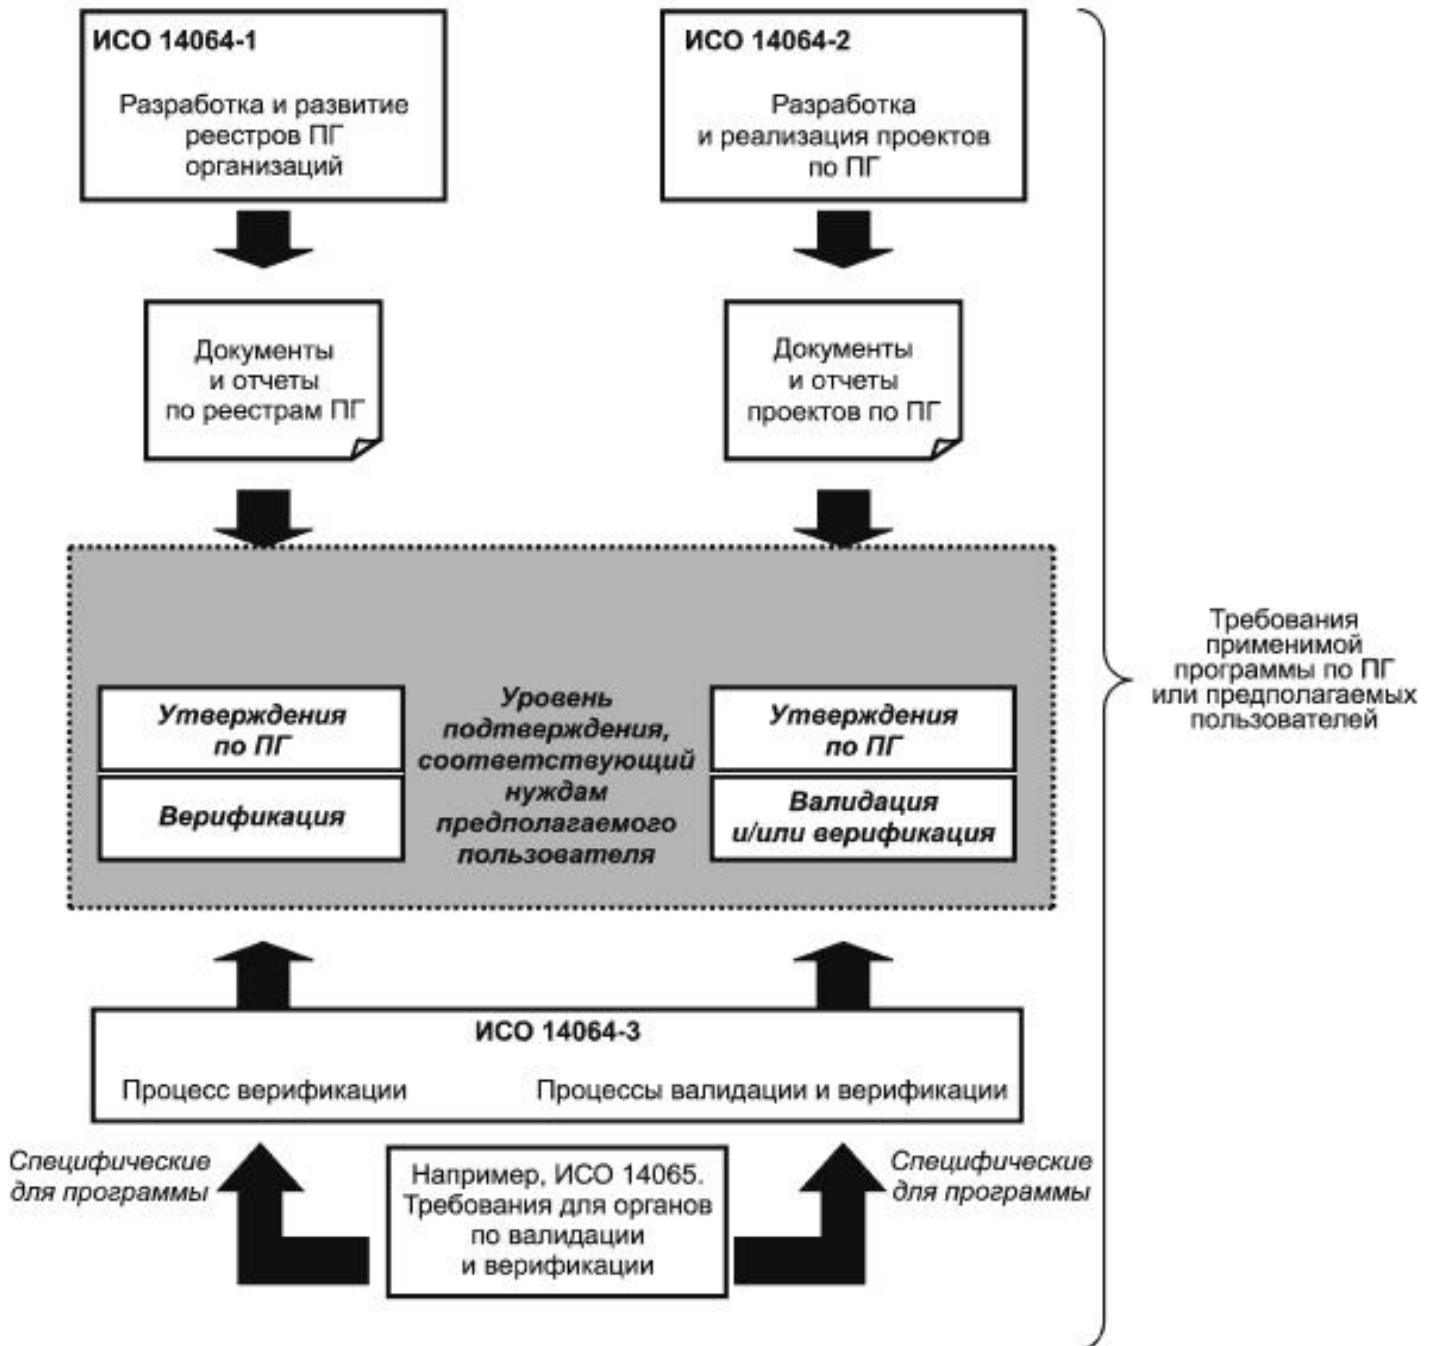 ИСО 14064-1
Разработка и развитие
реестров ПГ
организаций
ИСО 14064-2
Разработка
и реализация проектов
по ПГ
Документы
и отчеты
по реестрам ПГ
Документы
и отчеты
проектов по ПГ
Утверждения
по ПГ
Верификация
Уровень
подтверждения,
соответствующий
нуждам
предполагаемого
пользователя
Утверждения
по ПГ
Валидация
и/или верификация
Требования
применимой
программы по ПГ
или предполагаемых
пользователей
ИСО 14064-3
Процесс верификации
Процессы валидации и верификации
Специфические
для программы
Например, ИСО 14065.
Требования для органов
по валидации
и верификации
Специфические
для программы